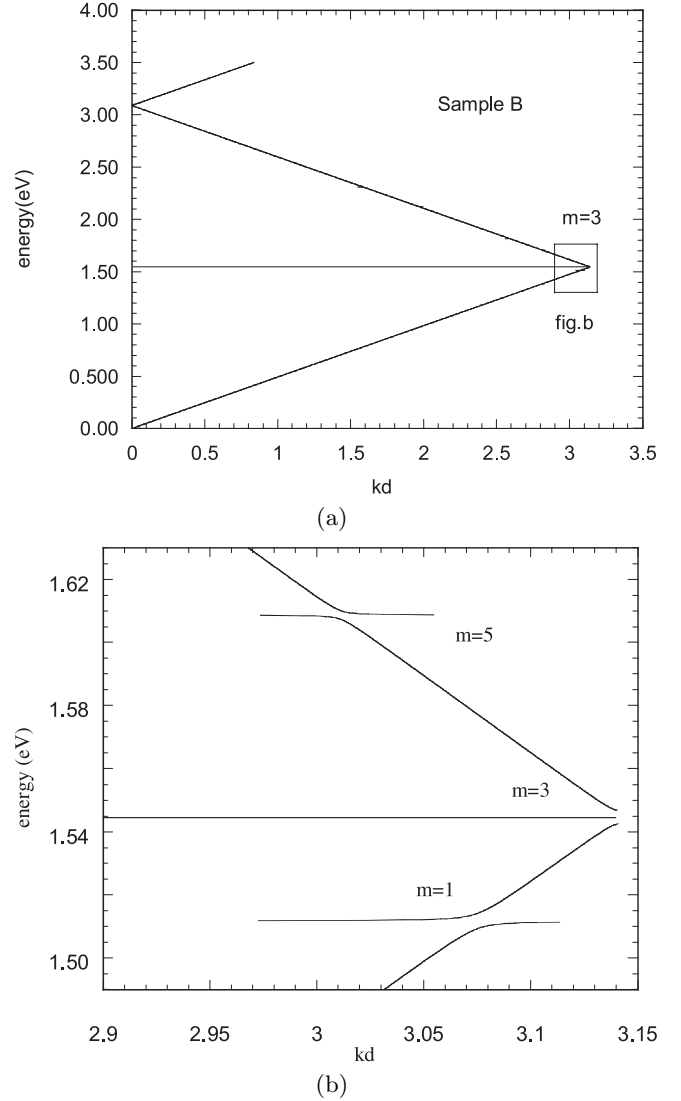 4.00
3.50
3.00
2.50
2.00
1.50
1.00
0.500
0.00
energy(eV)
Sample B
m=3
fig.b
0 0.5 1 1.5 2 2.5 3 3.5
kd
(a)
1.62
1.58
1.54
1.50
energy (eV)
m=5
m=3
m=1
2.9 2.95 3 3.05 3.1 3.15
kd
(b)